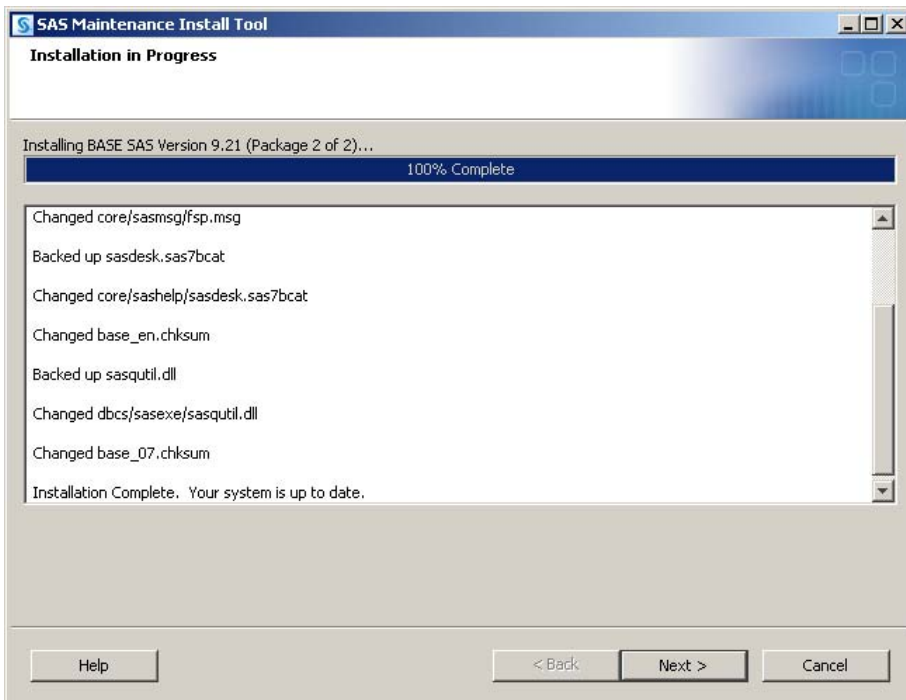 SAS Maintenance Install Tool
Installation in Progress
Installing BASE SAS Version 9.21 (Package 2 of 2)...
100% Complete
Changed core/sasmsg/fsp.msg
Backed up sasdesk.sas7bcat
Changed core/sashelp/sasdesk.sas7bcat
Changed base_en.chksum
Backed up sasqutil.dll
Changed dbcs/sasexe/sasqutil.dll
Changed base_07.chksum
Installation Complete. Your system is up to date.
Help
< Back
Next >
Cancel